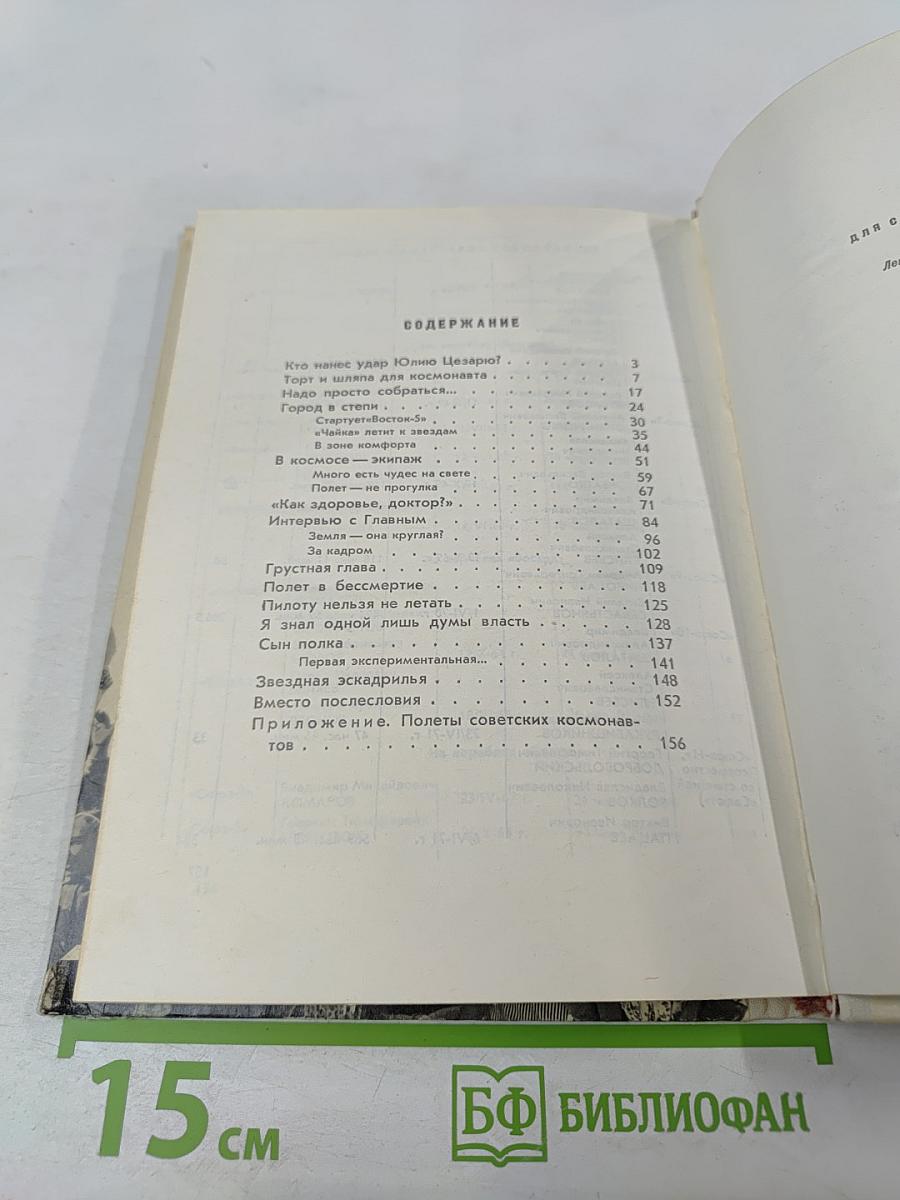 СОДЕРЖАНИЕ
Кто нанес удар Юлию Цезарю? . . . . . . 3
Торт и шляпа для космонавта . . . . . . . 7
Надо просто собраться... . . . . . . . . 17
Город в степи . . . . . . . . . . . . 24
Стартует«Восток-5» . . . . . . . . . 30
«Чайка» летит к звездам . . . . . . . 35
В зоне комфорта . . . . . . . . . 44
В космосе — экипаж . . . . . . . . . 51
Много есть чудес на свете . . . . . . . 59
Полет — не прогулка . . . . . . . . 67
«Как здоровье, доктор?» . . . . . . . . 71
Интервью с Главным . . . . . . . . . 84
Земля — она круглая? . . . . . . . . 96
За кадром . . . . . . . . . . . 102
Грустная глава . . . . . . . . . . . 109
Полет в бессмертие . . . . . . . . . 118
Пилоту нельзя не летать . . . . . . . . 125
Я знал одной лишь думы власть . . . . . 128
Сын полка . . . . . . . . . . . . 137
Первая экспериментальная... . . . . . . . 141
Звездная эскадрилья . . . . . . . . . 148
Вместо послесловия . . . . . . . . . 152
Приложение. Полеты советских космонав-
тов . . . . . . . . . . . . . . . 156
для с
Ле
15 см
БФ БИБЛИОФАН